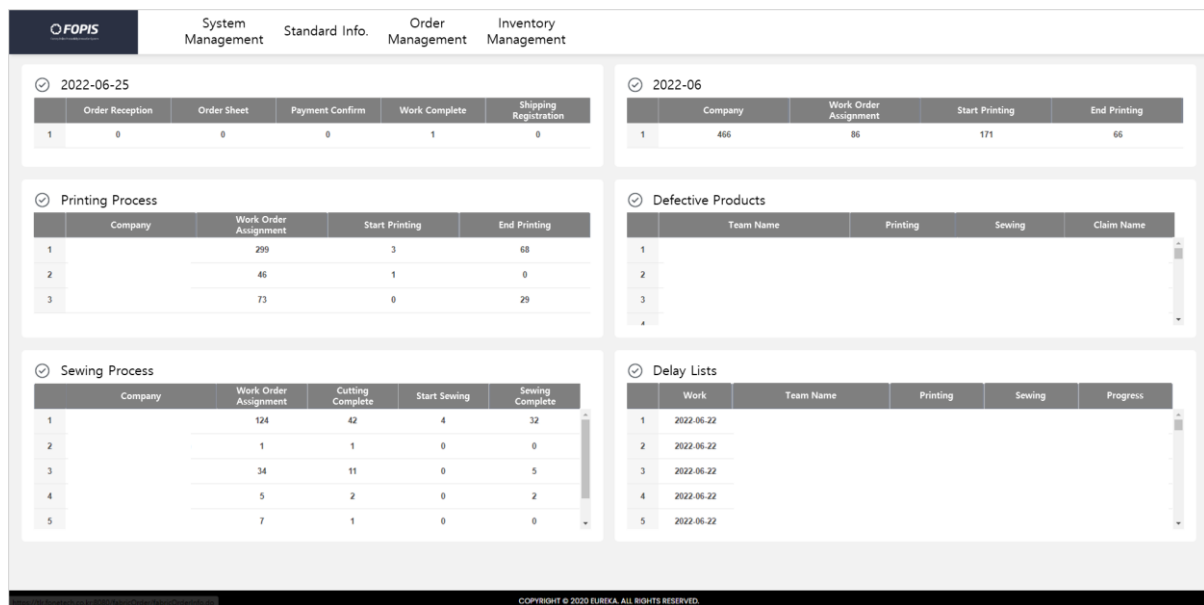 FOPIS
System Management
Standard Info.
Order Management
Inventory Management
2022-06-25
Order Reception Order Sheet Payment Confirm Work Complete Shipping Registration
1 0 0 0 1 0
2022-06
Company Work Order Assignment Start Printing End Printing
1 466 86 171 66
Printing Process
Company Work Order Assignment Start Printing End Printing
1 299 3 68
2 46 1 0
3 73 0 29
Defective Products
Team Name Printing Sewing Claim Name
1
2
3
4
Sewing Process
Company Work Order Assignment Cutting Complete Start Sewing Sewing Complete
1 124 42 4 32
2 1 1 0 0
3 34 11 0 5
4 5 2 0 2
5 7 1 0 0
Delay Lists
Work Team Name Printing Sewing Progress
1 2022-06-22
2 2022-06-22
3 2022-06-22
4 2022-06-22
5 2022-06-22
COPYRIGHT © 2020 EUREKA. ALL RIGHTS RESERVED.